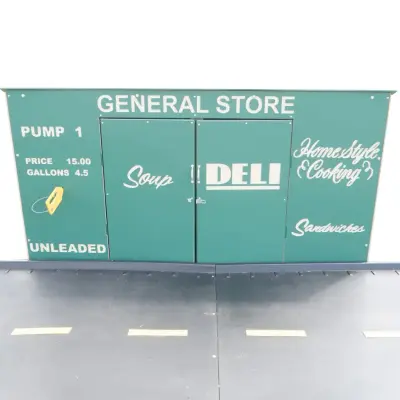 GENERAL STORE
PUMP 1
PRICE 15.00
GALLONS 4.5
UNLEADED
Soup
DELI
Home Style
Cooking
Sandwiches